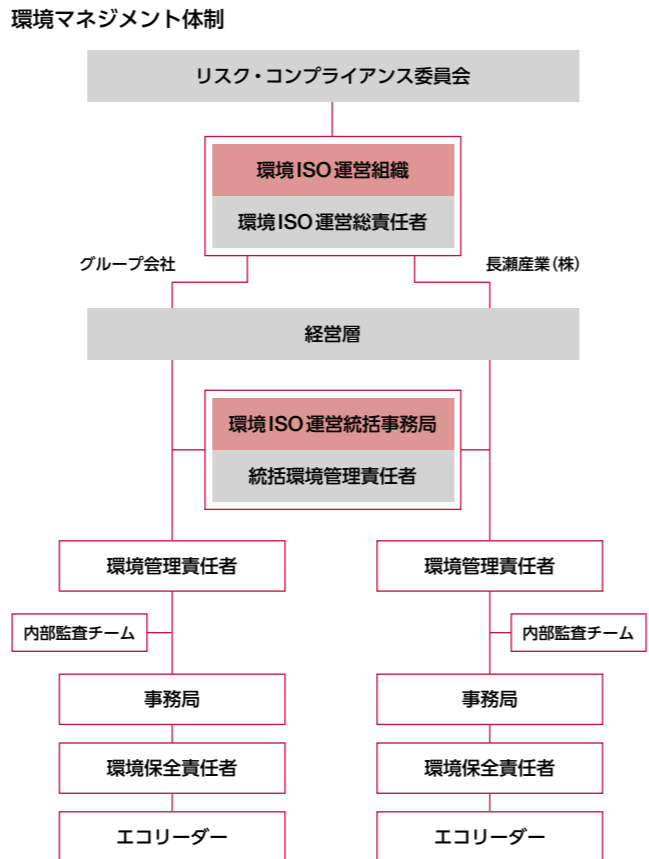 環境マネジメント体制
リスク・コンプライアンス委員会
環境ISO運営組織
環境ISO運営総責任者
グループ会社
長瀬産業(株)
経営層
環境ISO運営統括事務局
統括環境管理責任者
環境管理責任者
環境管理責任者
内部監査チーム
内部監査チーム
事務局
事務局
環境保全責任者
環境保全責任者
エコリーダー
エコリーダー